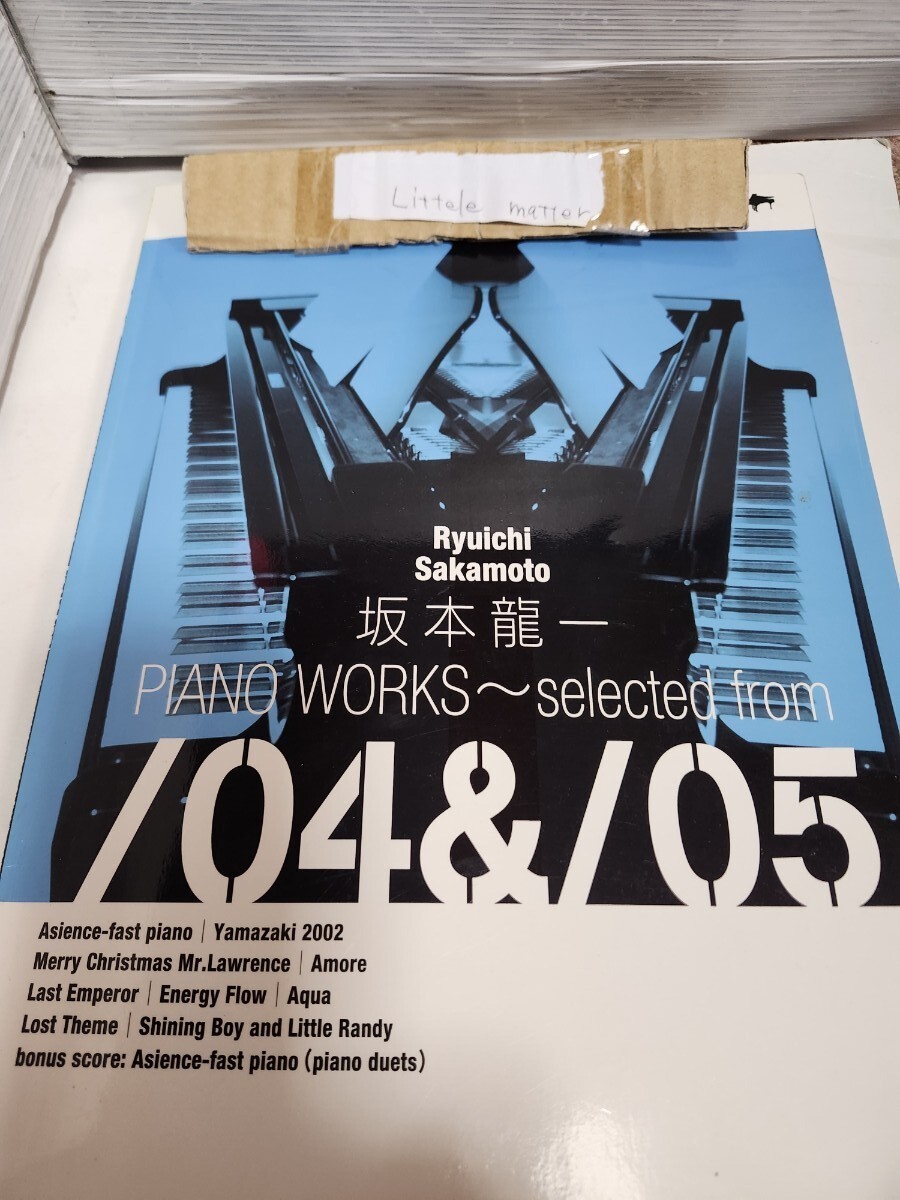 Littele matter
Ryuichi
Sakamoto
坂本龍一
PIANO WORKS～selected from
/04&/05
Asience-fast piano | Yamazaki 2002
Merry Christmas Mr.Lawrence | Amore
Last Emperor | Energy Flow | Aqua
Lost Theme | Shining Boy and Little Randy
bonus score: Asience-fast piano (piano duets)